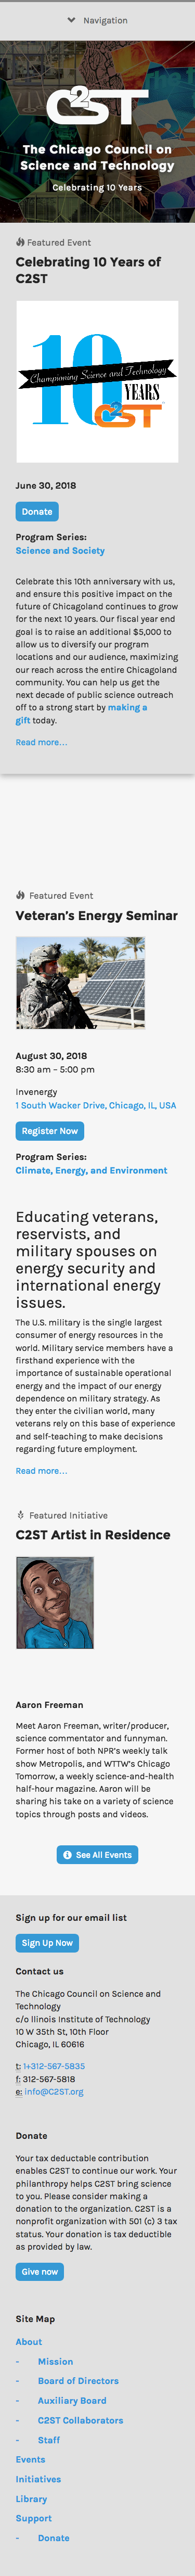 Navigation
C2ST
The Chicago Council on
Science and Technology
Celebrating 10 Years
Featured Event
Celebrating 10 Years of
C2ST
10
Championing Science and Technology
YEARS
C2ST
June 30, 2018
Donate
Program Series:
Science and Society
Celebrate this 10th anniversary with us,
and ensure this positive impact on the
future of Chicagoland continues to grow
for the next 10 years. Our fiscal year end
goal is to raise an additional $5,000 to
allow us to diversify our program
locations and our audience, maximizing
our reach across the entire Chicagoland
community. You can help us get the
next decade of public science outreach
off to a strong start by making a
gift today.
Read more…
Featured Event
Veteran's Energy Seminar
August 30, 2018
8:30 am – 5:00 pm
Invenergy
1 South Wacker Drive, Chicago, IL, USA
Register Now
Program Series:
Climate, Energy, and Environment
Educating veterans,
reservists, and
military spouses on
energy security and
international energy
issues.
The U.S. military is the single largest
consumer of energy resources in the
world. Military service members have a
firsthand experience with the
importance of sustainable operational
energy and the impact of our energy
dependence on military strategy. As
they enter the civilian world, many
veterans rely on this base of experience
and self-teaching to make decisions
regarding future employment.
Read more…
Featured Initiative
C2ST Artist in Residence
Aaron Freeman
Meet Aaron Freeman, writer/producer,
science commentator and funnyman.
Former host of both NPR's weekly talk
show Metropolis, and WTTW's Chicago
Tomorrow, a weekly science-and-health
half-hour magazine. Aaron will be
sharing his take on a variety of science
topics through posts and videos.
See All Events
Sign up for our email list
Sign Up Now
Contact us
The Chicago Council on Science and
Technology
c/o Ilinois Institute of Technology
10 W 35th St, 10th Floor
Chicago, IL 60616
t: 1+312-567-5835
f: 312-567-5818
e: info@C2ST.org
Donate
Your tax deductable contribution
enables C2ST to continue our work. Your
philanthropy helps C2ST bring science
to you. Please consider making a
donation to the organization. C2ST is a
nonprofit organization with 501 (c) 3 tax
status. Your donation is tax deductible
as provided by law.
Give now
Site Map
About
- Mission
- Board of Directors
- Auxiliary Board
- C2ST Collaborators
- Staff
Events
Initiatives
Library
Support
- Donate